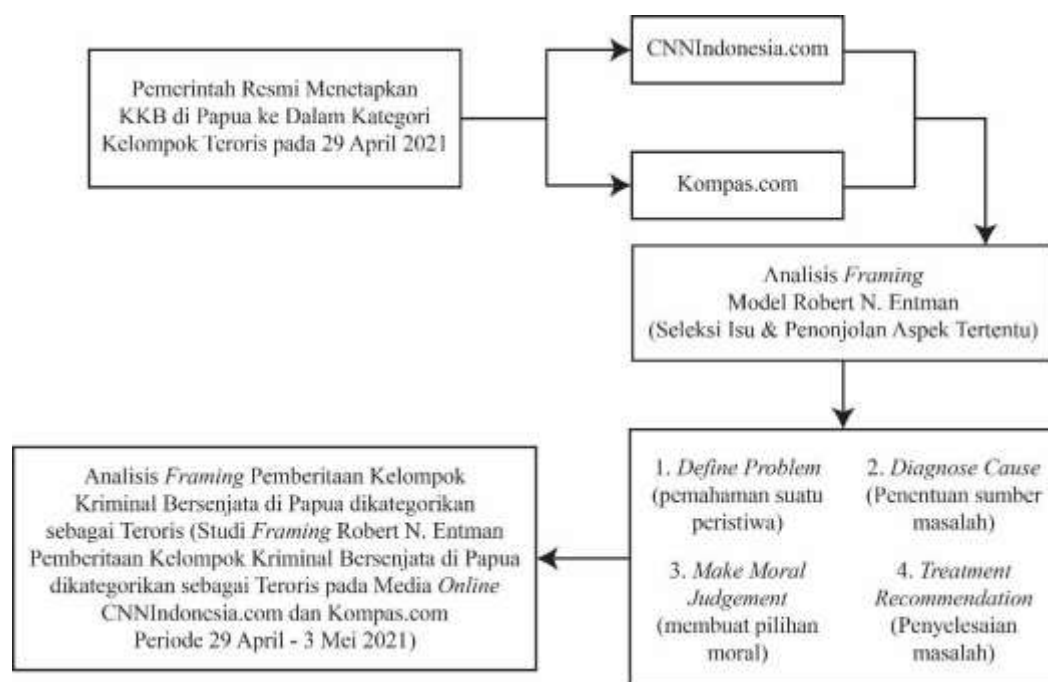 Pemerintah Resmi Menetapkan
KKB di Papua ke Dalam Kategori
Kelompok Teroris pada 29 April 2021
CNNIndonesia.com
Kompas.com
Analisis Framing
Model Robert N. Entman
(Seleksi Isu & Penonjolan Aspek Tertentu)
1. Define Problem
(pemahaman suatu
peristiwa)
2. Diagnose Cause
(Penentuan sumber
masalah)
3. Make Moral
Judgement
(membuat pilihan
moral)
4. Treatment
Recommendation
(Penyelesaian
masalah)
Analisis Framing Pemberitaan Kelompok
Kriminal Bersenjata di Papua dikategorikan
sebagai Teroris (Studi Framing Robert N. Entman
Pemberitaan Kelompok Kriminal Bersenjata di Papua
dikategorikan sebagai Teroris pada Media Online
CNNIndonesia.com dan Kompas.com
Periode 29 April - 3 Mei 2021)